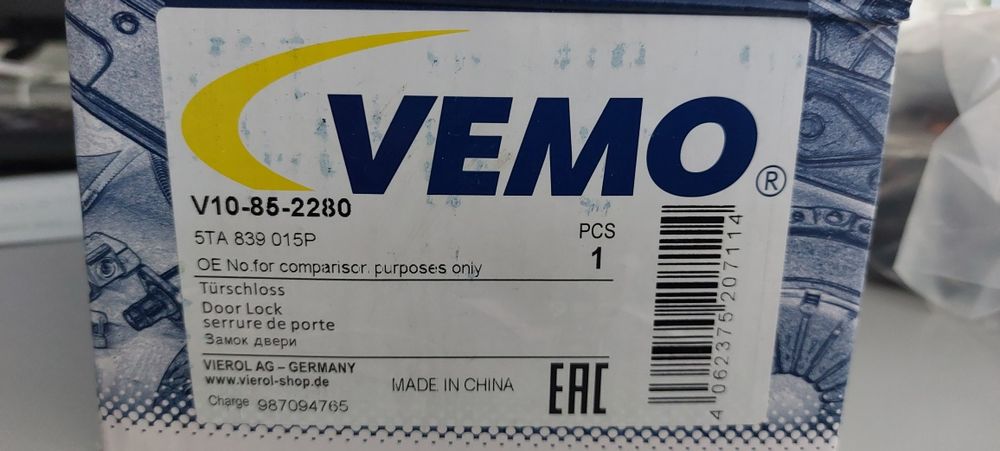 VEMO®
V10-85-2280
5TA 839 015P
PCS
1
OE No.for comparison purposes only
Türschloss
Door Lock
serrure de porte
Замок двери
VIEROL AG – GERMANY
www.vierol-shop.de
MADE IN CHINA
EAC
Charge 987094765
4 062375 207114